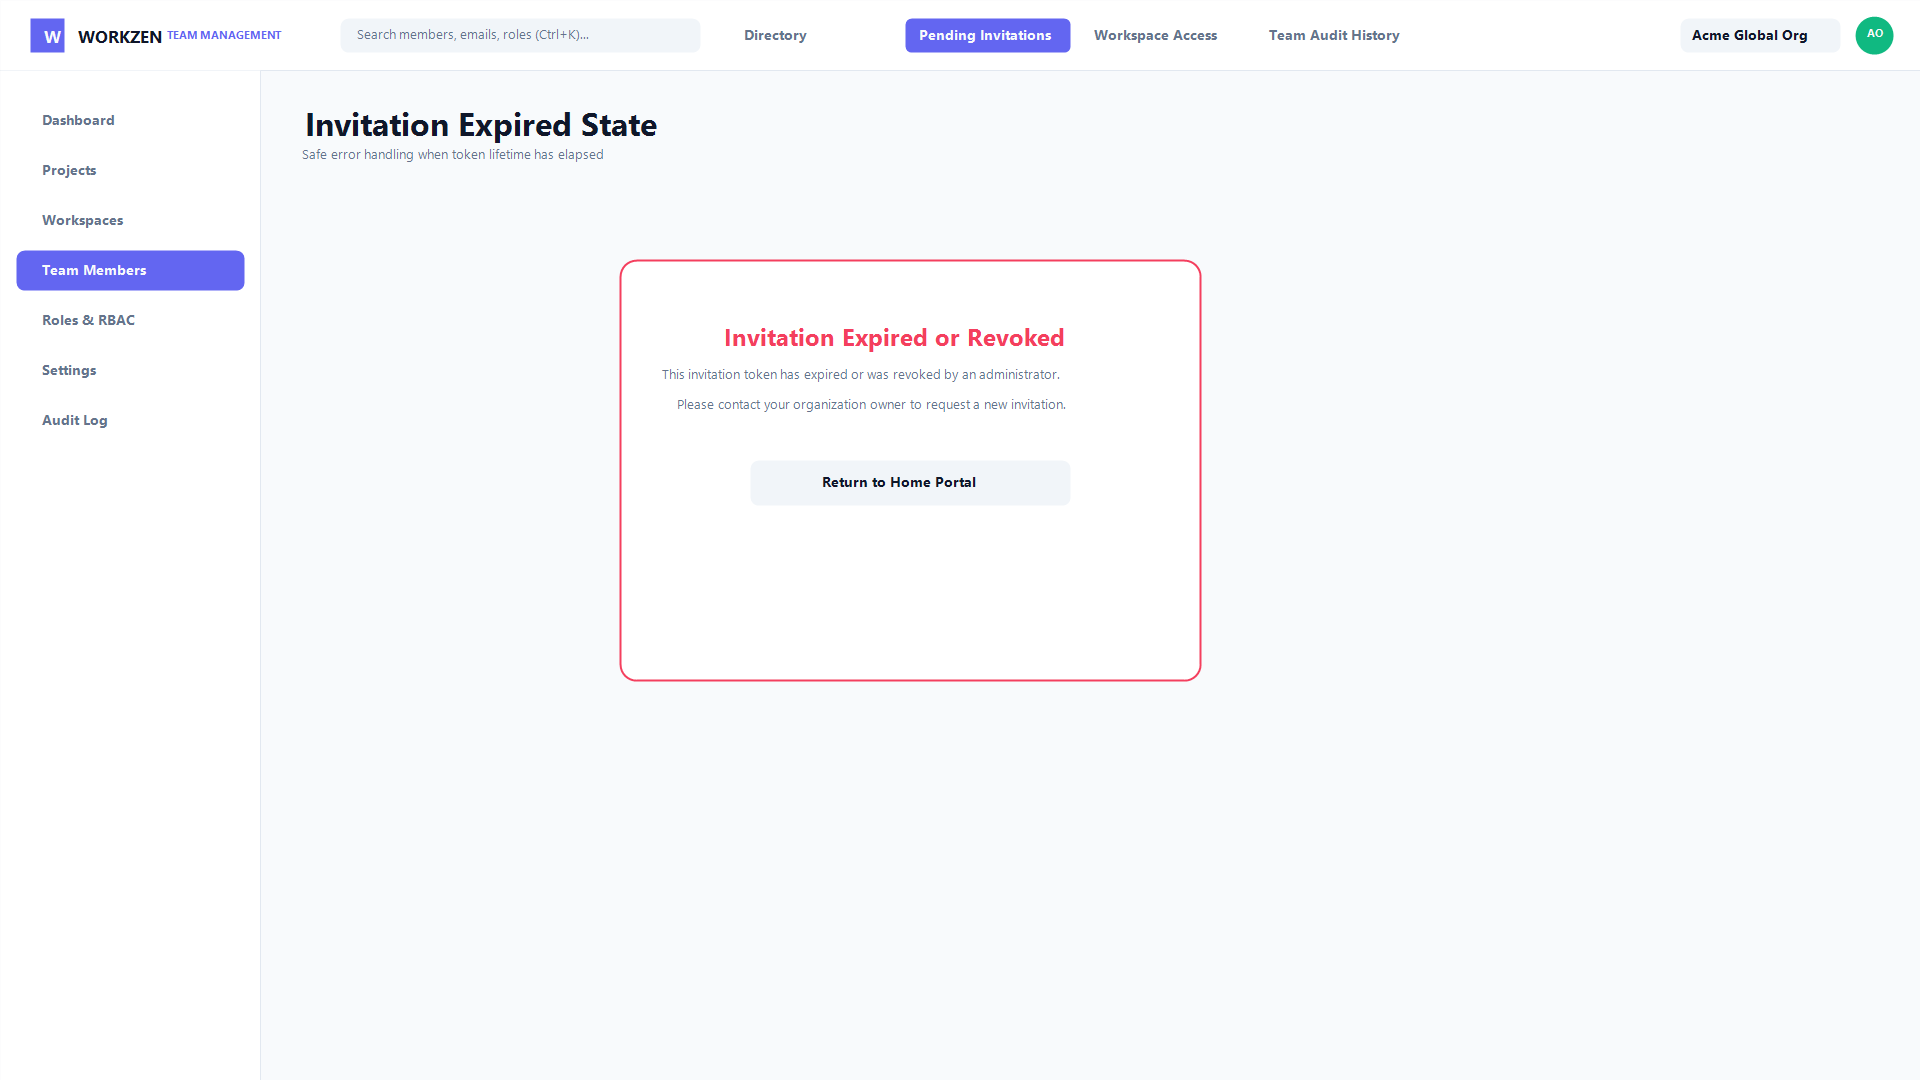 W WORKZEN TEAM MANAGEMENT
Search members, emails, roles (Ctrl+K)...
Directory
Pending Invitations
Workspace Access
Team Audit History
Acme Global Org
AO
Dashboard
Projects
Workspaces
Team Members
Roles & RBAC
Settings
Audit Log
Invitation Expired State
Safe error handling when token lifetime has elapsed
Invitation Expired or Revoked
This invitation token has expired or was revoked by an administrator.
Please contact your organization owner to request a new invitation.
Return to Home Portal